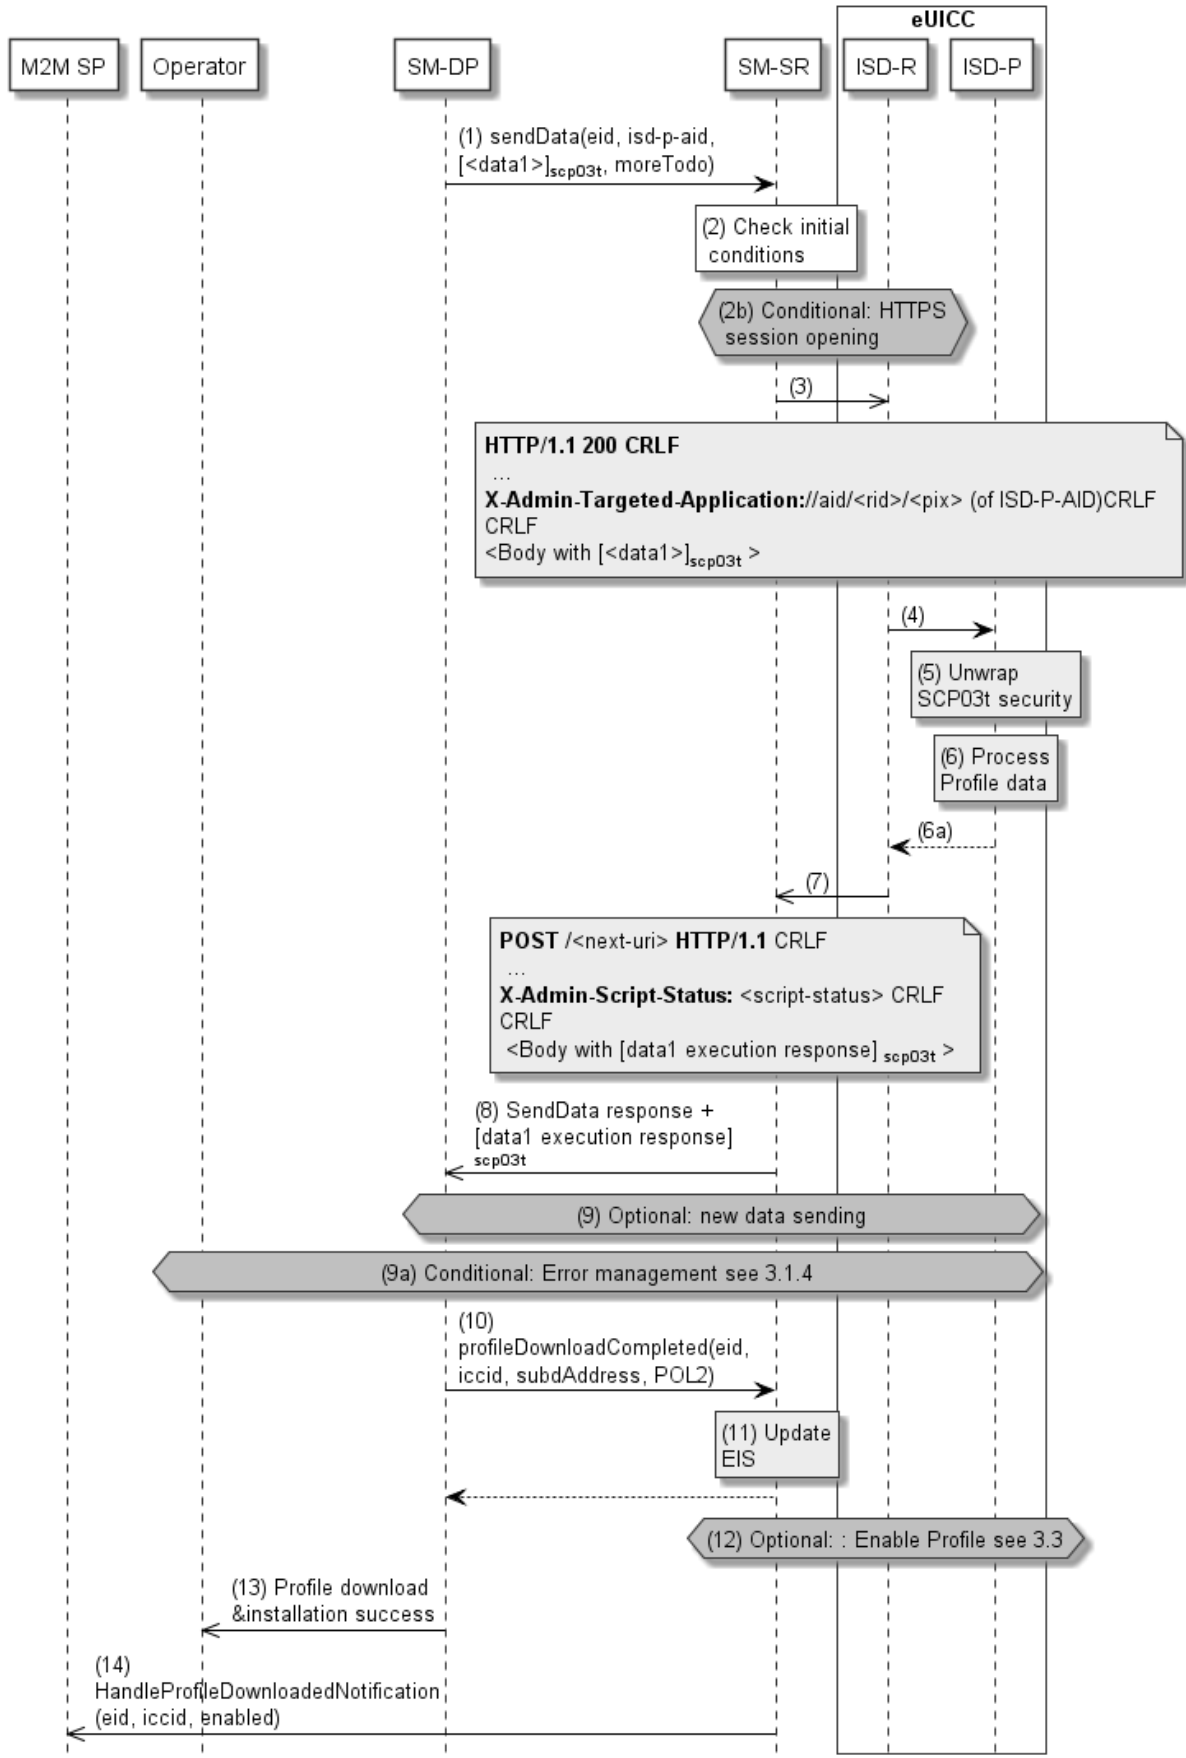 eUICC
M2M SP
Operator
SM-DP
SM-SR
ISD-R
ISD-P
(1) sendData(eid, isd-p-aid,
[<data1>]scp03t, moreTodo)
(2) Check initial
conditions
(2b) Conditional: HTTPS
session opening
(3)
HTTP/1.1 200 CRLF
...
X-Admin-Targeted-Application://aid/<rid>/<pix> (of ISD-P-AID)CRLF
CRLF
<Body with [<data1>]scp03t >
(4)
(5) Unwrap
SCP03t security
(6) Process
Profile data
(6a)
(7)
POST /<next-uri> HTTP/1.1 CRLF
...
X-Admin-Script-Status: <script-status> CRLF
CRLF
<Body with [data1 execution response] scp03t >
(8) SendData response +
[data1 execution response]
scp03t
(9) Optional: new data sending
(9a) Conditional: Error management see 3.1.4
(10)
profileDownloadCompleted(eid,
iccid, subdAddress, POL2)
(11) Update
EIS
(12) Optional: : Enable Profile see 3.3
(13) Profile download
&installation success
(14)
HandleProfileDownloadedNotification
(eid, iccid, enabled)